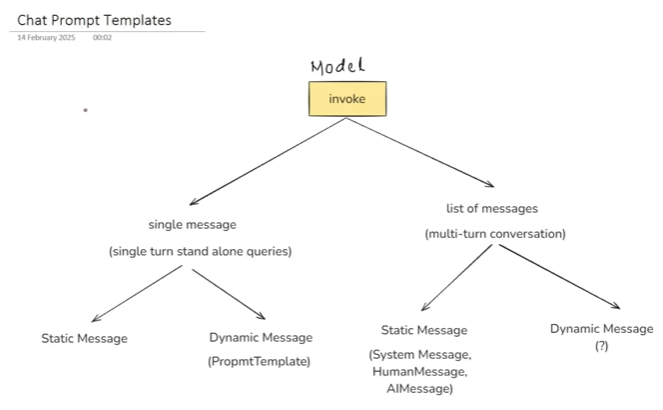 Chat Prompt Templates
14 February 2025 00:02
Model
invoke
single message
(single turn stand alone queries)
list of messages
(multi-turn conversation)
Static Message
Dynamic Message
(PropmtTemplate)
Static Message
(System Message,
HumanMessage,
AIMessage)
Dynamic Message
(?)